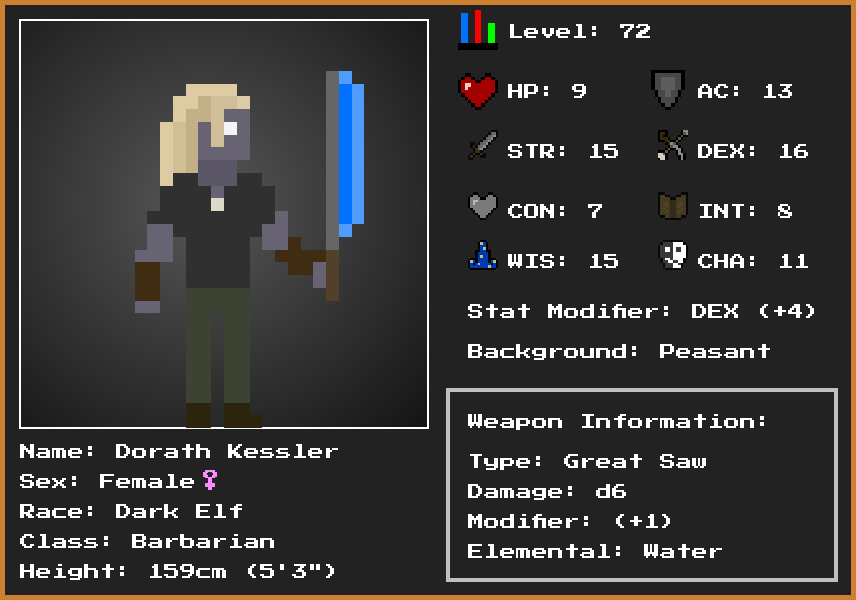 Level: 72
HP: 9
AC: 13
STR: 15
DEX: 16
CON: 7
INT: 8
WIS: 15
CHA: 11
Stat Modifier: DEX (+4)
Background: Peasant
Weapon Information:
Type: Great Saw
Damage: d6
Modifier: (+1)
Elemental: Water
Name: Dorath Kessler
Sex: Female♀
Race: Dark Elf
Class: Barbarian
Height: 159cm (5'3")